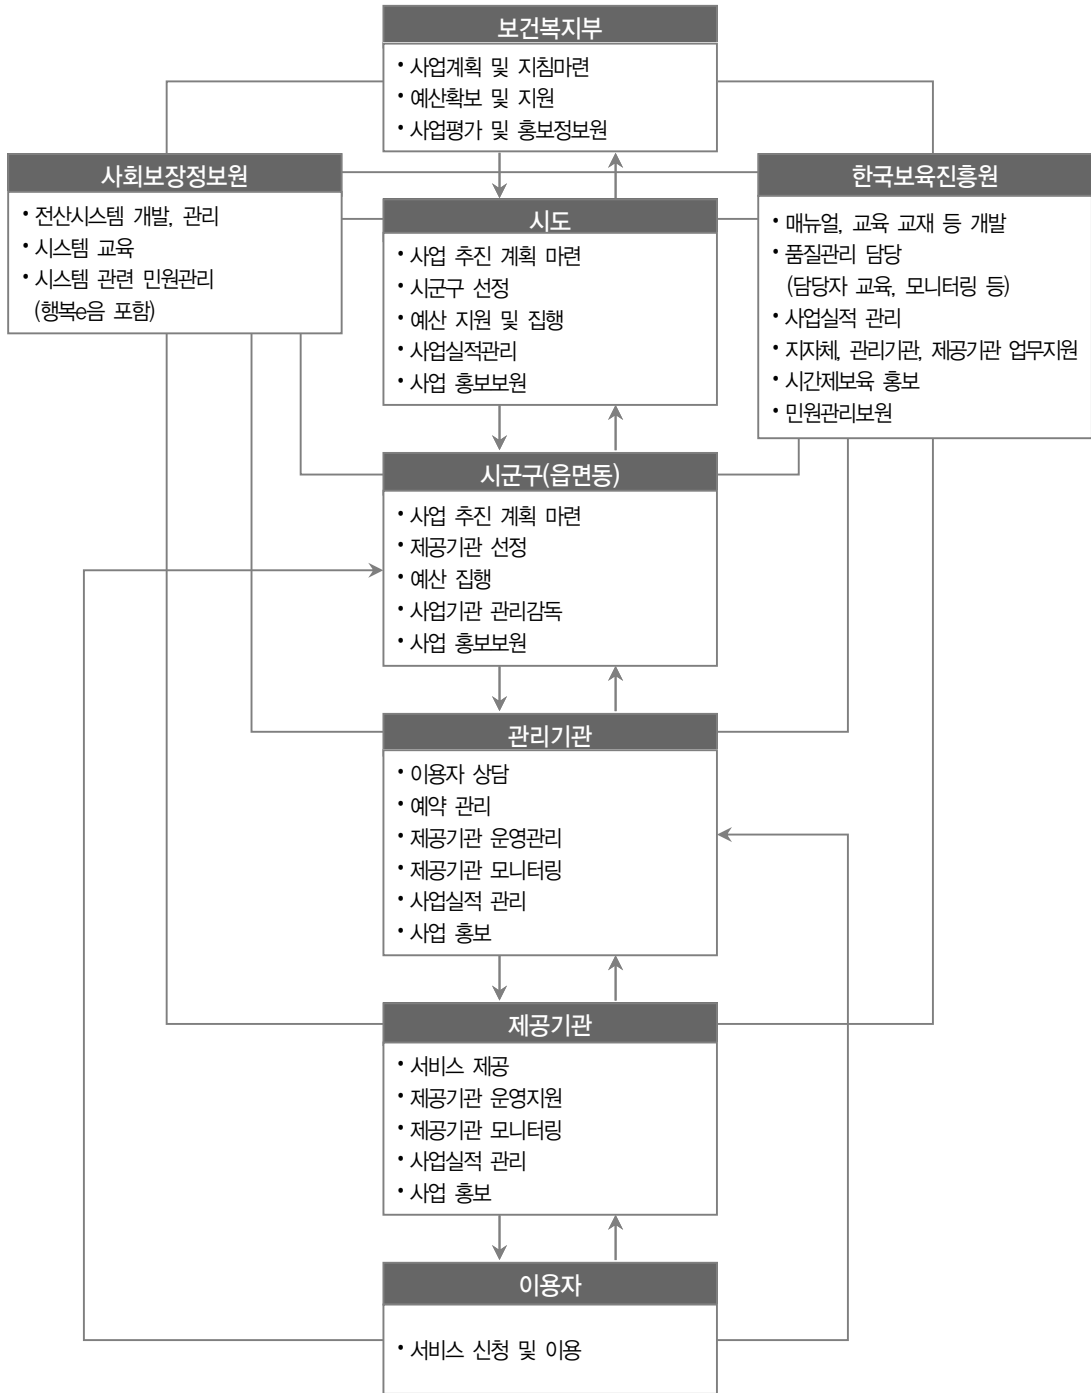 보건복지부
• 사업계획 및 지침마련
• 예산확보 및 지원
• 사업평가 및 홍보정보원
사회보장정보원
• 전산시스템 개발, 관리
• 시스템 교육
• 시스템 관련 민원관리
(행복e음 포함)
한국보육진흥원
• 매뉴얼, 교육 교재 등 개발
• 품질관리 담당
(담당자 교육, 모니터링 등)
• 사업실적 관리
• 지자체, 관리기관, 제공기관 업무지원
• 시간제보육 홍보
• 민원관리보원
시도
• 사업 추진 계획 마련
• 시군구 선정
• 예산 지원 및 집행
• 사업실적관리
• 사업 홍보보원
시군구(읍면동)
• 사업 추진 계획 마련
• 제공기관 선정
• 예산 집행
• 사업기관 관리감독
• 사업 홍보보원
관리기관
• 이용자 상담
• 예약 관리
• 제공기관 운영관리
• 제공기관 모니터링
• 사업실적 관리
• 사업 홍보
제공기관
• 서비스 제공
• 제공기관 운영지원
• 제공기관 모니터링
• 사업실적 관리
• 사업 홍보
이용자
• 서비스 신청 및 이용